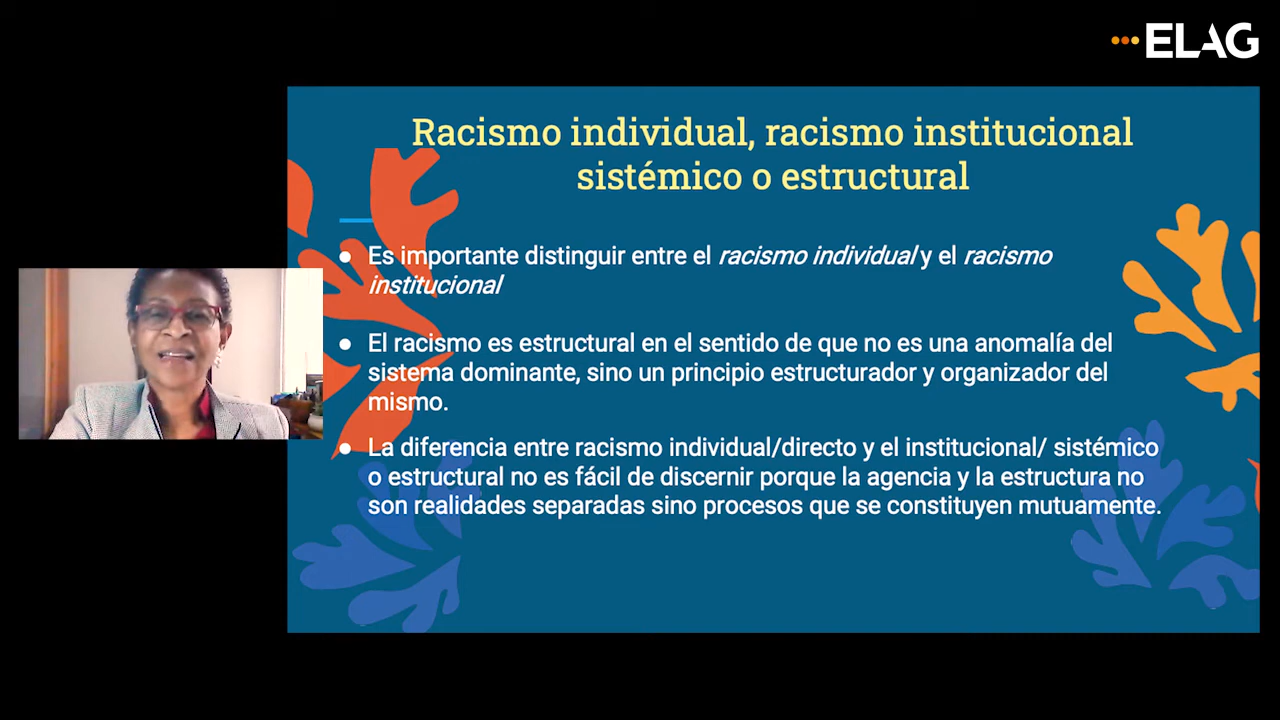 ELAG
Racismo individual, racismo institucional
sistémico o estructural
● Es importante distinguir entre el racismo individual y el racismo
institucional
● El racismo es estructural en el sentido de que no es una anomalía del
sistema dominante, sino un principio estructurador y organizador del
mismo.
● La diferencia entre racismo individual/directo y el institucional/ sistémico
o estructural no es fácil de discernir porque la agencia y la estructura no
son realidades separadas sino procesos que se constituyen mutuamente.